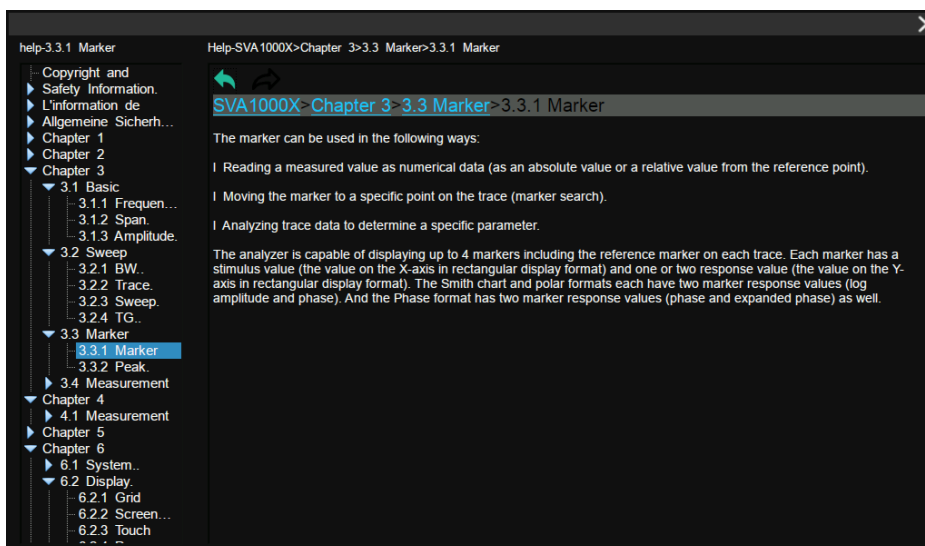 help-3.3.1 Marker
Help-SVA1000X>Chapter 3>3.3 Marker>3.3.1 Marker
Copyright and
Safety Information.
L'information de
Allgemeine Sicherh...
Chapter 1
Chapter 2
Chapter 3
3.1 Basic
3.1.1 Frequen...
3.1.2 Span.
3.1.3 Amplitude.
3.2 Sweep
3.2.1 BW..
3.2.2 Trace.
3.2.3 Sweep.
3.2.4 TG..
3.3 Marker
3.3.1 Marker
3.3.2 Peak.
3.4 Measurement
Chapter 4
4.1 Measurement
Chapter 5
Chapter 6
6.1 System..
6.2 Display.
6.2.1 Grid
6.2.2 Screen...
6.2.3 Touch
SVA1000X>Chapter 3>3.3 Marker>3.3.1 Marker
The marker can be used in the following ways:
l Reading a measured value as numerical data (as an absolute value or a relative value from the reference point).
l Moving the marker to a specific point on the trace (marker search).
l Analyzing trace data to determine a specific parameter.
The analyzer is capable of displaying up to 4 markers including the reference marker on each trace. Each marker has a
stimulus value (the value on the X-axis in rectangular display format) and one or two response value (the value on the Y-
axis in rectangular display format). The Smith chart and polar formats each have two marker response values (log
amplitude and phase). And the Phase format has two marker response values (phase and expanded phase) as well.